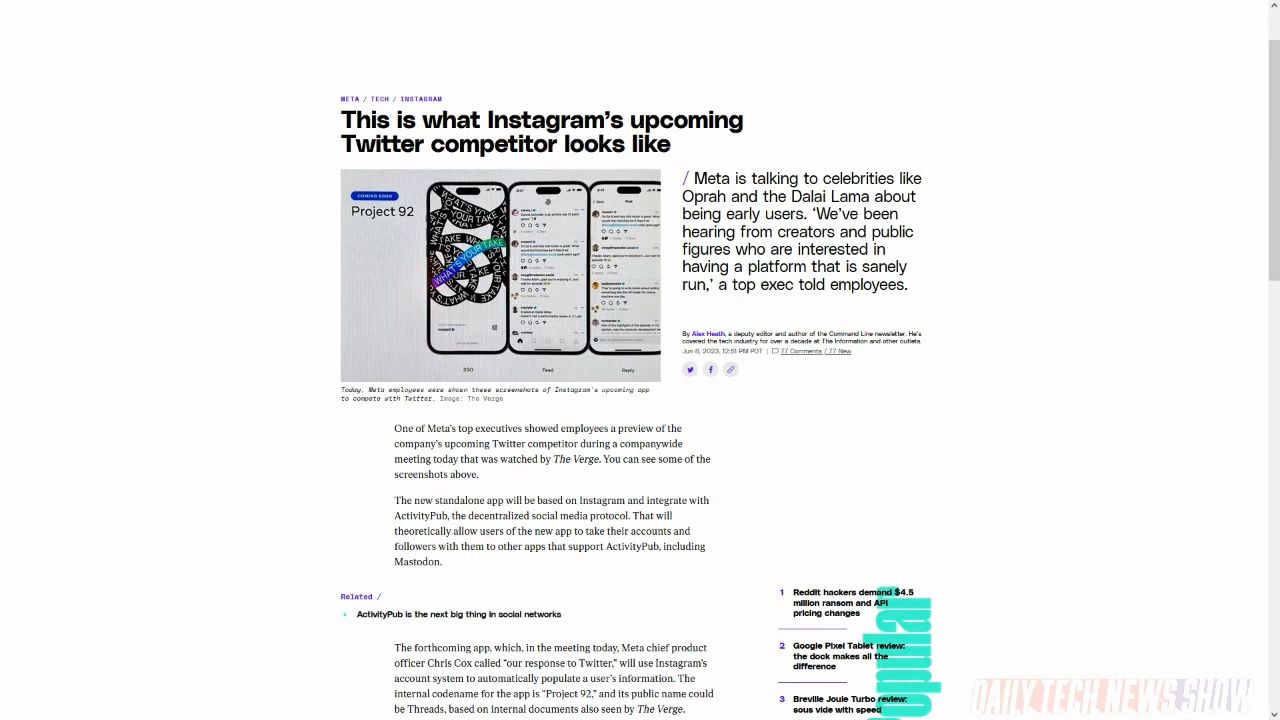 META / TECH / INSTAGRAM
This is what Instagram's upcoming
Twitter competitor looks like
COMING SOON
Project 92
WHAT'S YOUR TAKE
SSO
Feed
Reply
/ Meta is talking to celebrities like
Oprah and the Dalai Lama about
being early users. ‘We've been
hearing from creators and public
figures who are interested in
having a platform that is sanely
run,’ a top exec told employees.
By Alex Heath, a deputy editor and author of the Command Line newsletter. He's
covered the tech industry for over a decade at The Information and other outlets.
Jun 8, 2023, 12:51 PM PDT | 77 Comments / 77 New
Today, Meta employees were shown these screenshots of Instagram's upcoming app
to compete with Twitter. Image: The Verge
One of Meta's top executives showed employees a preview of the
company's upcoming Twitter competitor during a companywide
meeting today that was watched by The Verge. You can see some of the
screenshots above.
The new standalone app will be based on Instagram and integrate with
ActivityPub, the decentralized social media protocol. That will
theoretically allow users of the new app to take their accounts and
followers with them to other apps that support ActivityPub, including
Mastodon.
Related /
ActivityPub is the next big thing in social networks
The forthcoming app, which, in the meeting today, Meta chief product
officer Chris Cox called “our response to Twitter,” will use Instagram's
account system to automatically populate a user's information. The
internal codename for the app is “Project 92,” and its public name could
be Threads, based on internal documents also seen by The Verge.
1 Reddit hackers demand $4.5
million ransom and API
pricing changes
2 Google Pixel Tablet review:
the dock makes all the
difference
3 Breville Joule Turbo review:
sous vide with speed
DAILY TECH NEWS SHOW